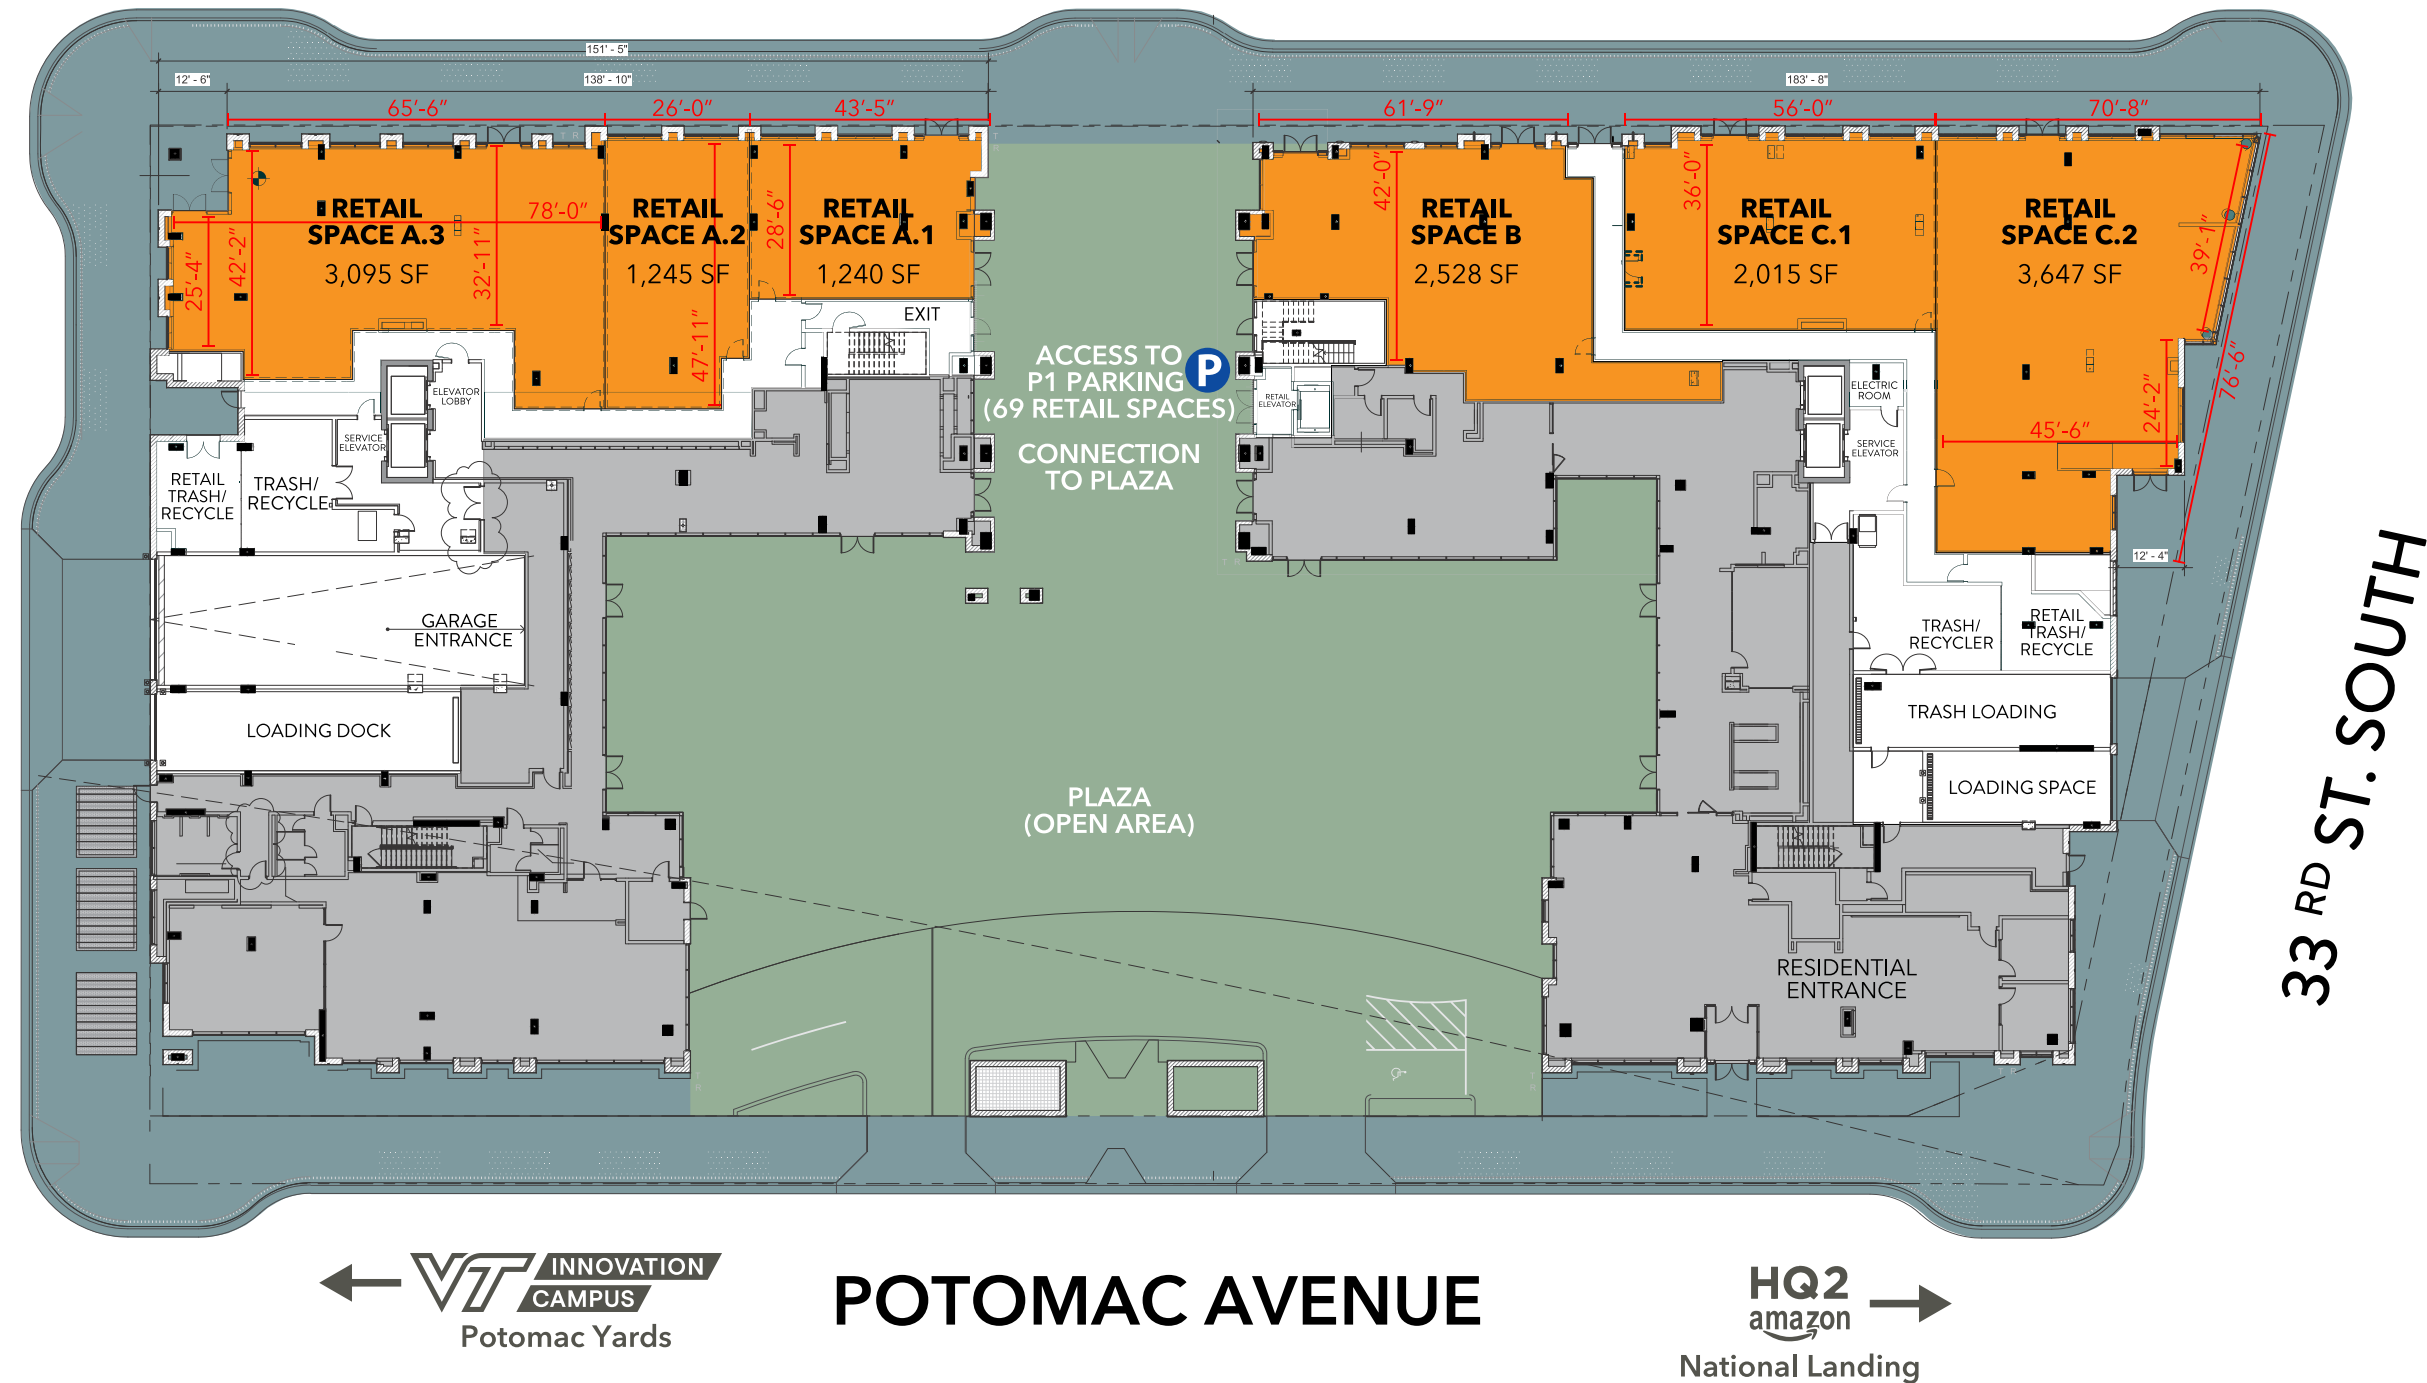 151' - 5"
12' - 6"
138' - 10"
183' - 8"
65'-6"
26'-0"
43'-5"
61'-9"
56'-0"
70'-8"
RETAIL
SPACE A.3
3,095 SF
78'-0"
25'-4"
42'-2"
32'-11"
RETAIL
SPACE A.2
1,245 SF
47'-11"
RETAIL
SPACE A.1
1,240 SF
28'-6"
RETAIL
SPACE B
2,528 SF
42'-0"
RETAIL
SPACE C.1
2,015 SF
36'-0"
RETAIL
SPACE C.2
3,647 SF
39'-1"
76'-6"
24'-2"
45'-6"
12' - 4"
EXIT
ACCESS TO
P1 PARKING
(69 RETAIL SPACES)
P
CONNECTION
TO PLAZA
ELEVATOR
LOBBY
SERVICE
ELEVATOR
RETAIL
TRASH/
RECYCLE
TRASH/
RECYCLE
GARAGE
ENTRANCE
LOADING DOCK
RETAIL
ELEVATOR
ELECTRIC
ROOM
SERVICE
ELEVATOR
TRASH/
RECYCLER
RETAIL
TRASH/
RECYCLE
TRASH LOADING
LOADING SPACE
PLAZA
(OPEN AREA)
RESIDENTIAL
ENTRANCE
33 RD ST. SOUTH
VT INNOVATION
CAMPUS
Potomac Yards
POTOMAC AVENUE
HQ2
amazon
National Landing